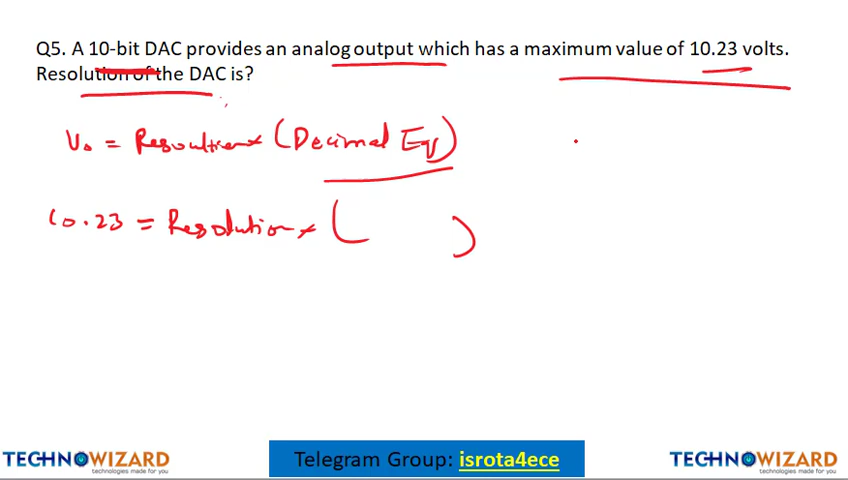 Q5. A 10-bit DAC provides an analog output which has a maximum value of 10.23 volts.
Resolution of the DAC is?
V₀ = Resoultion × (Decimal Eq)
10.23 = Resolution × ( )
TECHNOWIZARD
technologies made for you
Telegram Group: isrota4ece
TECHNOWIZARD
technologies made for you